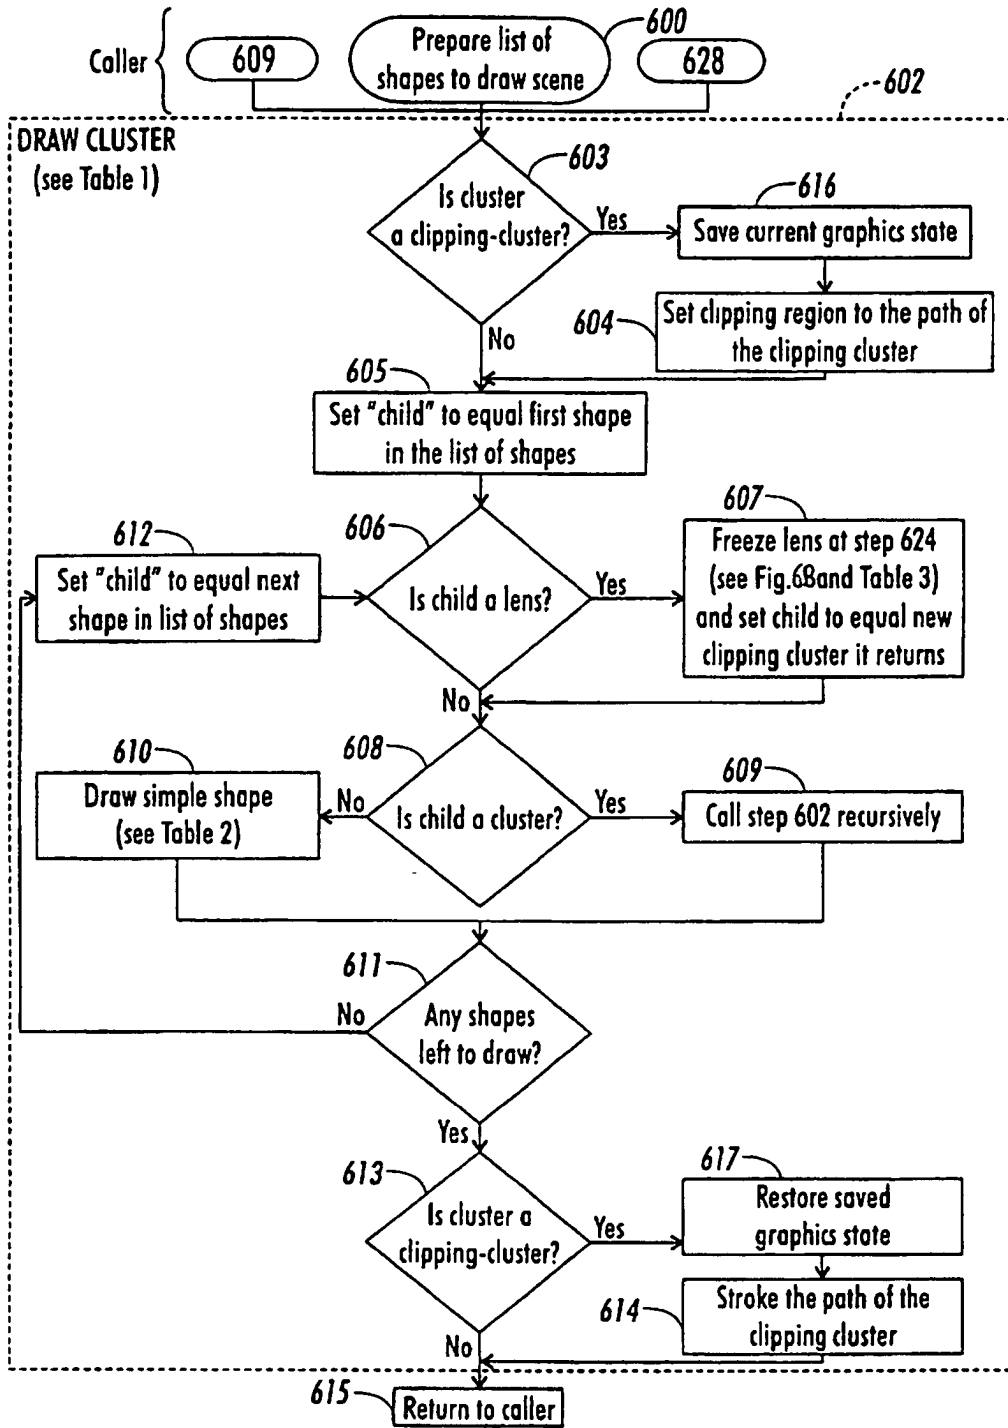 Caller
609
Prepare list of
shapes to draw scene
600
628
602
DRAW CLUSTER
(see Table 1)
603
Is cluster
a clipping-cluster?
Yes
616
Save current graphics state
604
Set clipping region to the path of
the clipping cluster
No
605
Set "child" to equal first shape
in the list of shapes
612
Set "child" to equal next
shape in list of shapes
606
Is child a lens?
Yes
607
Freeze lens at step 624
(see Fig.6B and Table 3)
and set child to equal new
clipping cluster it returns
No
608
Is child a cluster?
No
610
Draw simple shape
(see Table 2)
Yes
609
Call step 602 recursively
611
Any shapes
left to draw?
No
Yes
613
Is cluster a
clipping-cluster?
Yes
617
Restore saved
graphics state
614
Stroke the path of the
clipping cluster
No
615
Return to caller